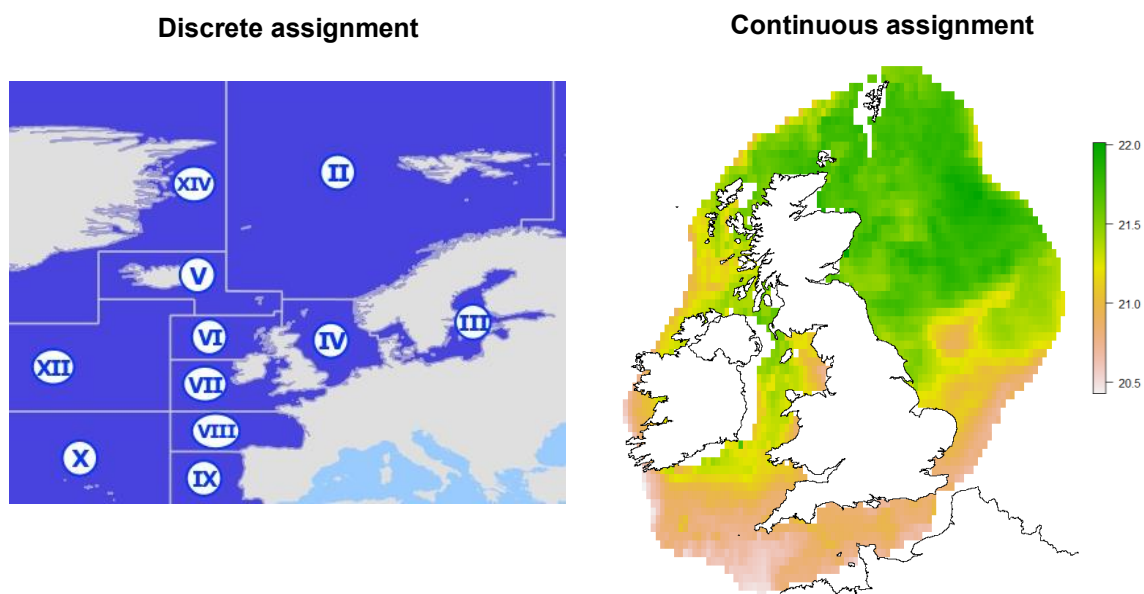 Discrete assignment
Continuous assignment
XIV
II
V
VI
IV
III
XII
VII
VIII
X
IX
22.0
21.5
21.0
20.5